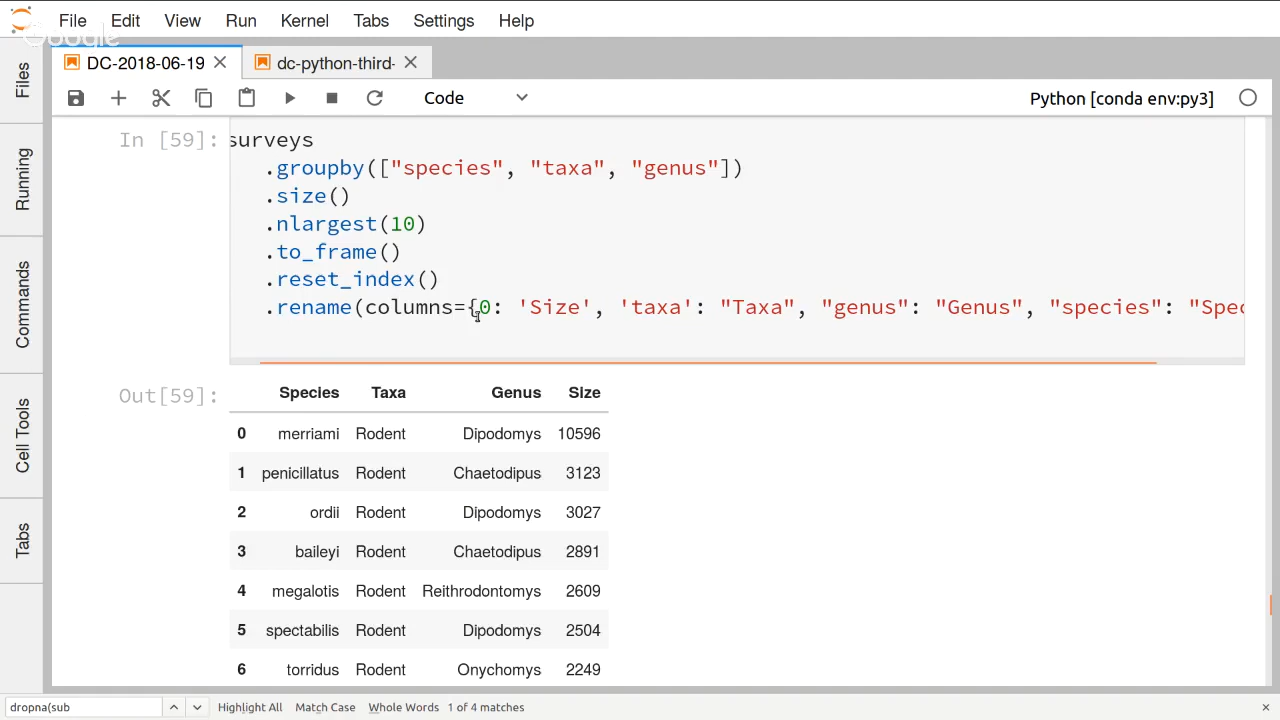 File Edit View Run Kernel Tabs Settings Help
Google
DC-2018-06-19 dc-python-third-
Code Python [conda env:py3]
Files
Running
Commands
Cell Tools
Tabs
In [59]: surveys
.groupby(["species", "taxa", "genus"])
.size()
.nlargest(10)
.to_frame()
.reset_index()
.rename(columns={0: 'Size', 'taxa': "Taxa", "genus": "Genus", "species": "Spec
Out[59]:
Species Taxa Genus Size
0 merriami Rodent Dipodomys 10596
1 penicillatus Rodent Chaetodipus 3123
2 ordii Rodent Dipodomys 3027
3 baileyi Rodent Chaetodipus 2891
4 megalotis Rodent Reithrodontomys 2609
5 spectabilis Rodent Dipodomys 2504
6 torridus Rodent Onychomys 2249
dropna(sub Highlight All Match Case Whole Words 1 of 4 matches